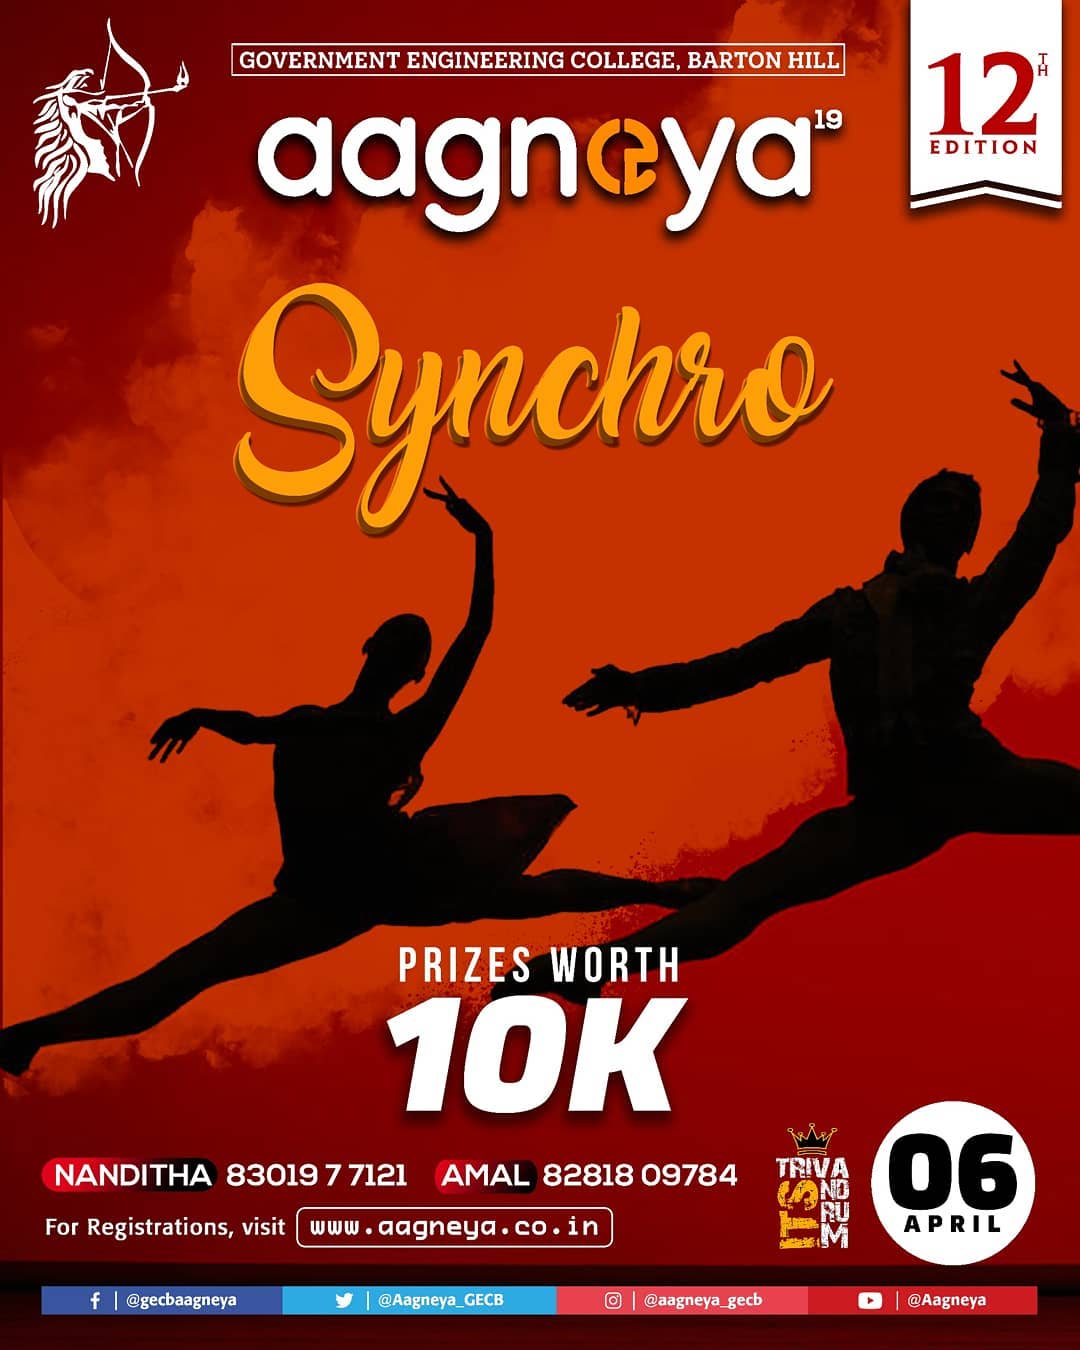 GOVERNMENT ENGINEERING COLLEGE, BARTON HILL
aagneya19
12TH
EDITION
Synchro
PRIZES WORTH
10K
NANDITHA 83019 7 7121 AMAL 82818 09784
For Registrations, visit www.aagneya.co.in
ITS TRIVANDRUM
06
APRIL
f | @gecbaagneya | @Aagneya_GECB | @aagneya_gecb | @Aagneya